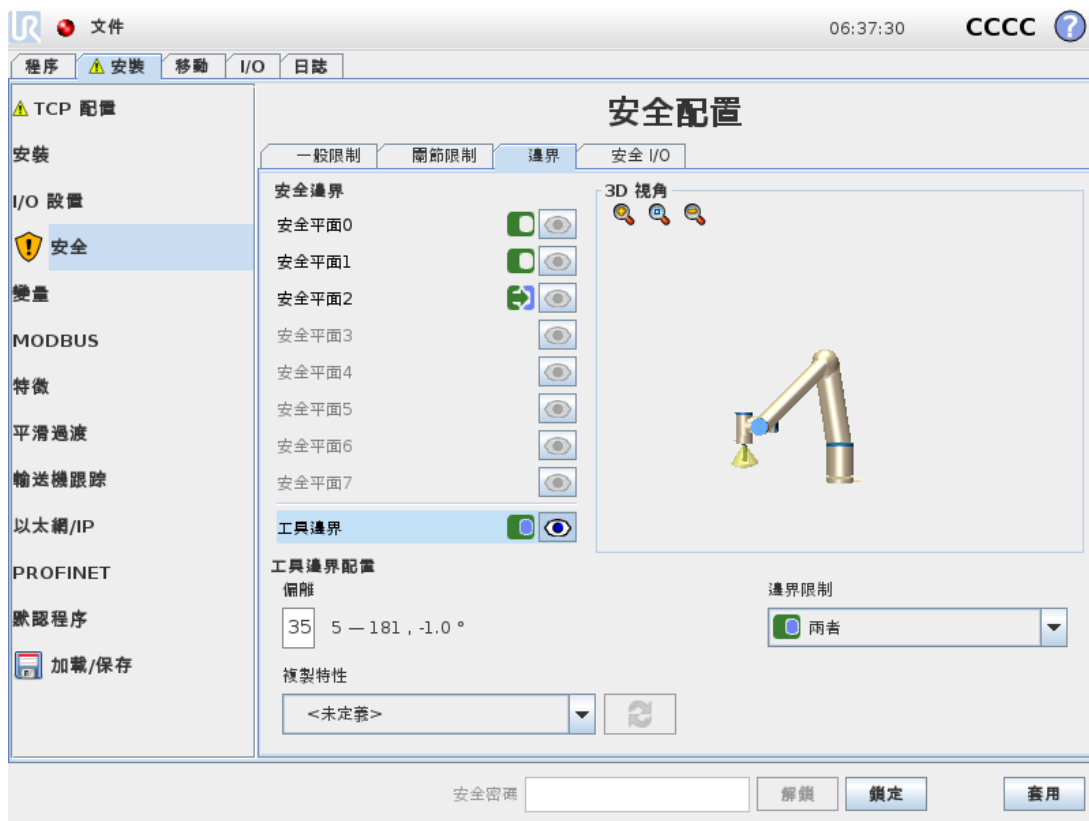 UR 文件 06:37:30 CCCC ?
程序 安裝 移動 I/O 日誌
TCP 配置
安裝
I/O 設置
安全
變量
MODBUS
特徵
平滑過渡
輸送機跟踪
以太網/IP
PROFINET
默認程序
加載/保存
安全配置
一般限制 關節限制 邊界 安全 I/O
安全邊界
安全平面0
安全平面1
安全平面2
安全平面3
安全平面4
安全平面5
安全平面6
安全平面7
工具邊界
3D 視角
工具邊界配置
偏離
35 5 — 181 , -1.0 °
複製特性
<未定義>
邊界限制
兩者
安全密碼 解鎖 鎖定 套用